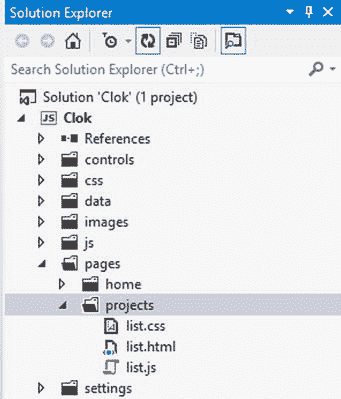 Solution Explorer
Search Solution Explorer (Ctrl+;)
Solution 'Clok' (1 project)
JS Clok
References
controls
css
data
images
js
pages
home
projects
list.css
list.html
list.js
settings